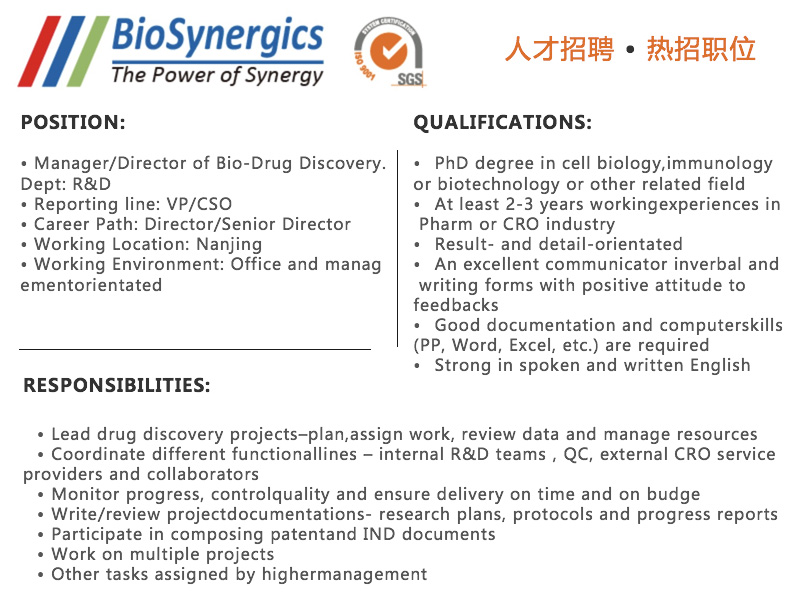 BioSynergics
The Power of Synergy
SYSTEM CERTIFICATION
ISO 9001
SGS
人才招聘 • 热招职位
POSITION:
• Manager/Director of Bio-Drug Discovery.
Dept: R&D
• Reporting line: VP/CSO
• Career Path: Director/Senior Director
• Working Location: Nanjing
• Working Environment: Office and manag
ementorientated
QUALIFICATIONS:
• PhD degree in cell biology,immunology
or biotechnology or other related field
• At least 2-3 years workingexperiences in
Pharm or CRO industry
• Result- and detail-orientated
• An excellent communicator inverbal and
writing forms with positive attitude to
feedbacks
• Good documentation and computerskills
(PP, Word, Excel, etc.) are required
• Strong in spoken and written English
RESPONSIBILITIES:
• Lead drug discovery projects–plan,assign work, review data and manage resources
• Coordinate different functionallines – internal R&D teams , QC, external CRO service
providers and collaborators
• Monitor progress, controlquality and ensure delivery on time and on budge
• Write/review projectdocumentations- research plans, protocols and progress reports
• Participate in composing patentand IND documents
• Work on multiple projects
• Other tasks assigned by highermanagement